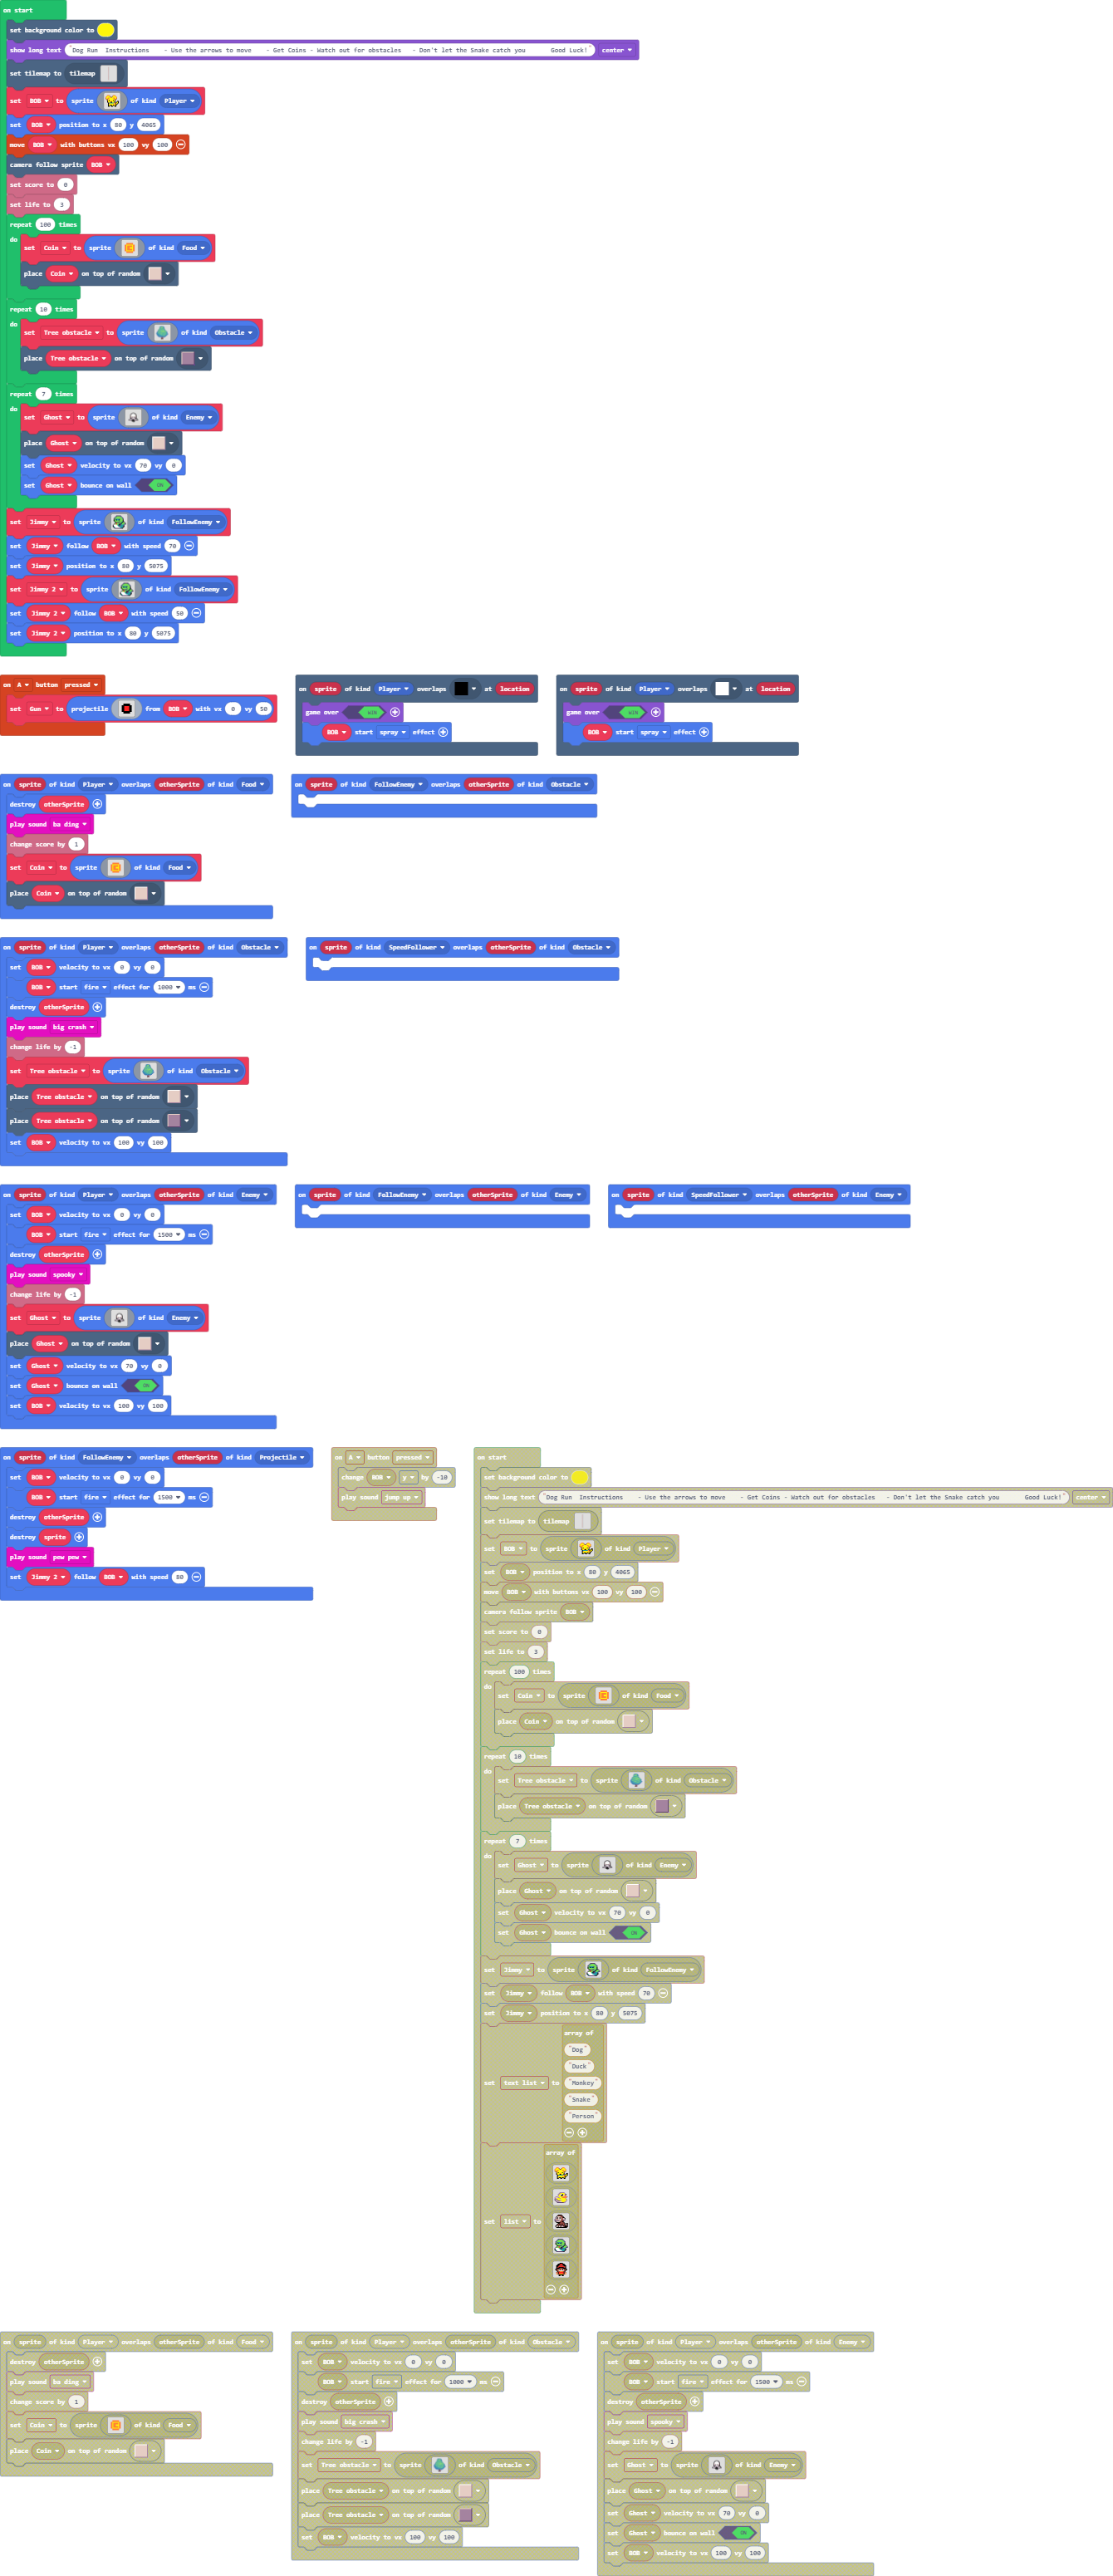 on start
set background color to
show long text "Dog Run Instructions - Use the arrows to move - Get Coins - Watch out for obstacles - Don't let the Snake catch you Good Luck!" center
set tilemap to tilemap
set BOB to sprite of kind Player
set BOB position to x 80 y 4065
move BOB with buttons vx 100 vy 100
camera follow sprite BOB
set score to 0
set life to 3
repeat 100 times
do
set Coin to sprite of kind Food
place Coin on top of random
repeat 10 times
do
set Tree obstacle to sprite of kind Obstacle
place Tree obstacle on top of random
repeat 7 times
do
set Ghost to sprite of kind Enemy
place Ghost on top of random
set Ghost velocity to vx 70 vy 0
set Ghost bounce on wall ON
set Jimmy to sprite of kind FollowEnemy
set Jimmy follow BOB with speed 70
set Jimmy position to x 80 y 5075
set Jimmy 2 to sprite of kind FollowEnemy
set Jimmy 2 follow BOB with speed 50
set Jimmy 2 position to x 80 y 5075
on A button pressed
set Gun to projectile from BOB with vx 0 vy 50
on sprite of kind Player overlaps at location
game over WIN
BOB start spray effect
on sprite of kind Player overlaps at location
game over WIN
BOB start spray effect
on sprite of kind Player overlaps otherSprite of kind Food
destroy otherSprite
play sound ba ding
change score by 1
set Coin to sprite of kind Food
place Coin on top of random
on sprite of kind FollowEnemy overlaps otherSprite of kind Obstacle
on sprite of kind Player overlaps otherSprite of kind Obstacle
set BOB velocity to vx 0 vy 0
BOB start fire effect for 1000 ms
destroy otherSprite
play sound big crash
change life by -1
set Tree obstacle to sprite of kind Obstacle
place Tree obstacle on top of random
place Tree obstacle on top of random
set BOB velocity to vx 100 vy 100
on sprite of kind SpeedFollower overlaps otherSprite of kind Obstacle
on sprite of kind Player overlaps otherSprite of kind Enemy
set BOB velocity to vx 0 vy 0
BOB start fire effect for 1500 ms
destroy otherSprite
play sound spooky
change life by -1
set Ghost to sprite of kind Enemy
place Ghost on top of random
set Ghost velocity to vx 70 vy 0
set Ghost bounce on wall ON
set BOB velocity to vx 100 vy 100
on sprite of kind FollowEnemy overlaps otherSprite of kind Enemy
on sprite of kind SpeedFollower overlaps otherSprite of kind Enemy
on sprite of kind FollowEnemy overlaps otherSprite of kind Projectile
set BOB velocity to vx 0 vy 0
BOB start fire effect for 1500 ms
destroy otherSprite
destroy sprite
play sound pew pew
set Jimmy 2 follow BOB with speed 80
on A button pressed
change BOB y by -10
play sound jump up
on start
set background color to
show long text "Dog Run Instructions - Use the arrows to move - Get Coins - Watch out for obstacles - Don't let the Snake catch you Good Luck!" center
set tilemap to tilemap
set BOB to sprite of kind Player
set BOB position to x 80 y 4065
move BOB with buttons vx 100 vy 100
camera follow sprite BOB
set score to 0
set life to 3
repeat 100 times
do
set Coin to sprite of kind Food
place Coin on top of random
repeat 10 times
do
set Tree obstacle to sprite of kind Obstacle
place Tree obstacle on top of random
repeat 7 times
do
set Ghost to sprite of kind Enemy
place Ghost on top of random
set Ghost velocity to vx 70 vy 0
set Ghost bounce on wall ON
set Jimmy to sprite of kind FollowEnemy
set Jimmy follow BOB with speed 70
set Jimmy position to x 80 y 5075
set text list to array of
"Dog"
"Duck"
"Monkey"
"Snake"
"Person"
set list to array of
on sprite of kind Player overlaps otherSprite of kind Food
destroy otherSprite
play sound ba ding
change score by 1
set Coin to sprite of kind Food
place Coin on top of random
on sprite of kind Player overlaps otherSprite of kind Obstacle
set BOB velocity to vx 0 vy 0
BOB start fire effect for 1000 ms
destroy otherSprite
play sound big crash
change life by -1
set Tree obstacle to sprite of kind Obstacle
place Tree obstacle on top of random
place Tree obstacle on top of random
set BOB velocity to vx 100 vy 100
on sprite of kind Player overlaps otherSprite of kind Enemy
set BOB velocity to vx 0 vy 0
BOB start fire effect for 1500 ms
destroy otherSprite
play sound spooky
change life by -1
set Ghost to sprite of kind Enemy
place Ghost on top of random
set Ghost velocity to vx 70 vy 0
set Ghost bounce on wall ON
set BOB velocity to vx 100 vy 100